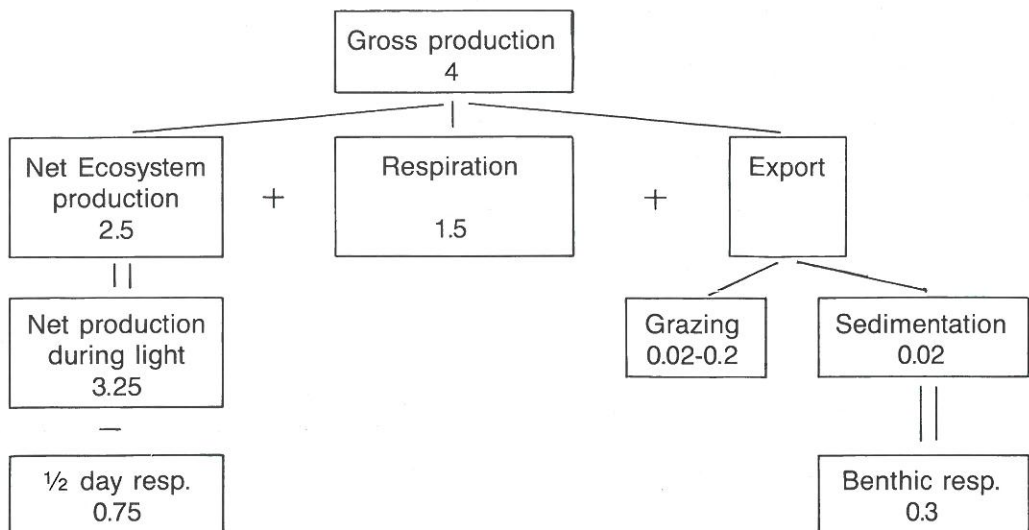 Gross production
4
Net Ecosystem
production
2.5
+
Respiration
1.5
+
Export
Net production
during light
3.25
Grazing
0.02-0.2
Sedimentation
0.02
−
½ day resp.
0.75
Benthic resp.
0.3